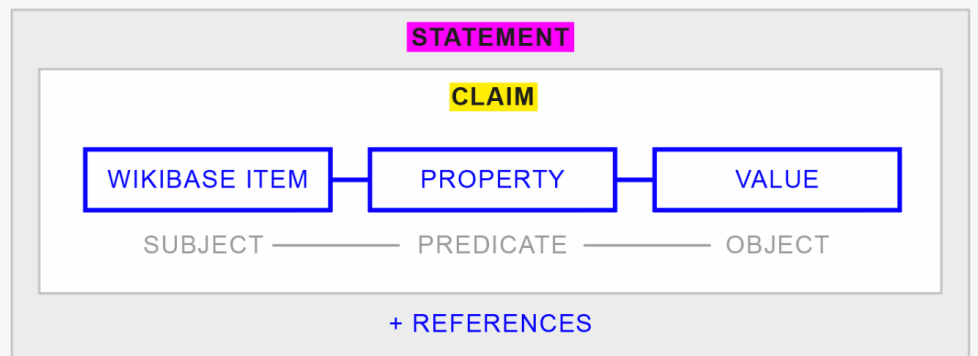 STATEMENT
CLAIM
WIKIBASE ITEM PROPERTY VALUE
SUBJECT PREDICATE OBJECT
+ REFERENCES